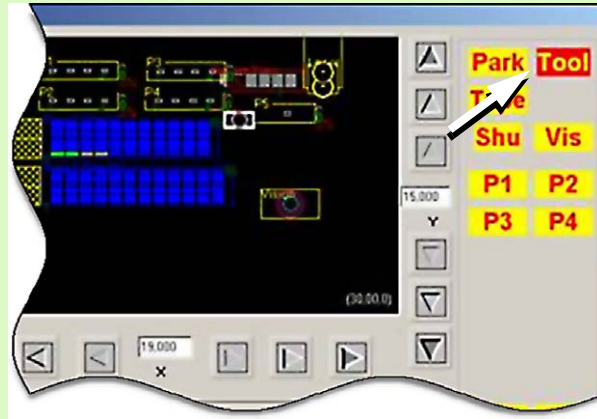 Park Tool
Shu Vis
P1 P2
P3 P4
P3
P2
P4
P5
Vision
15.000
Y
(30.00.0)
19.000
X